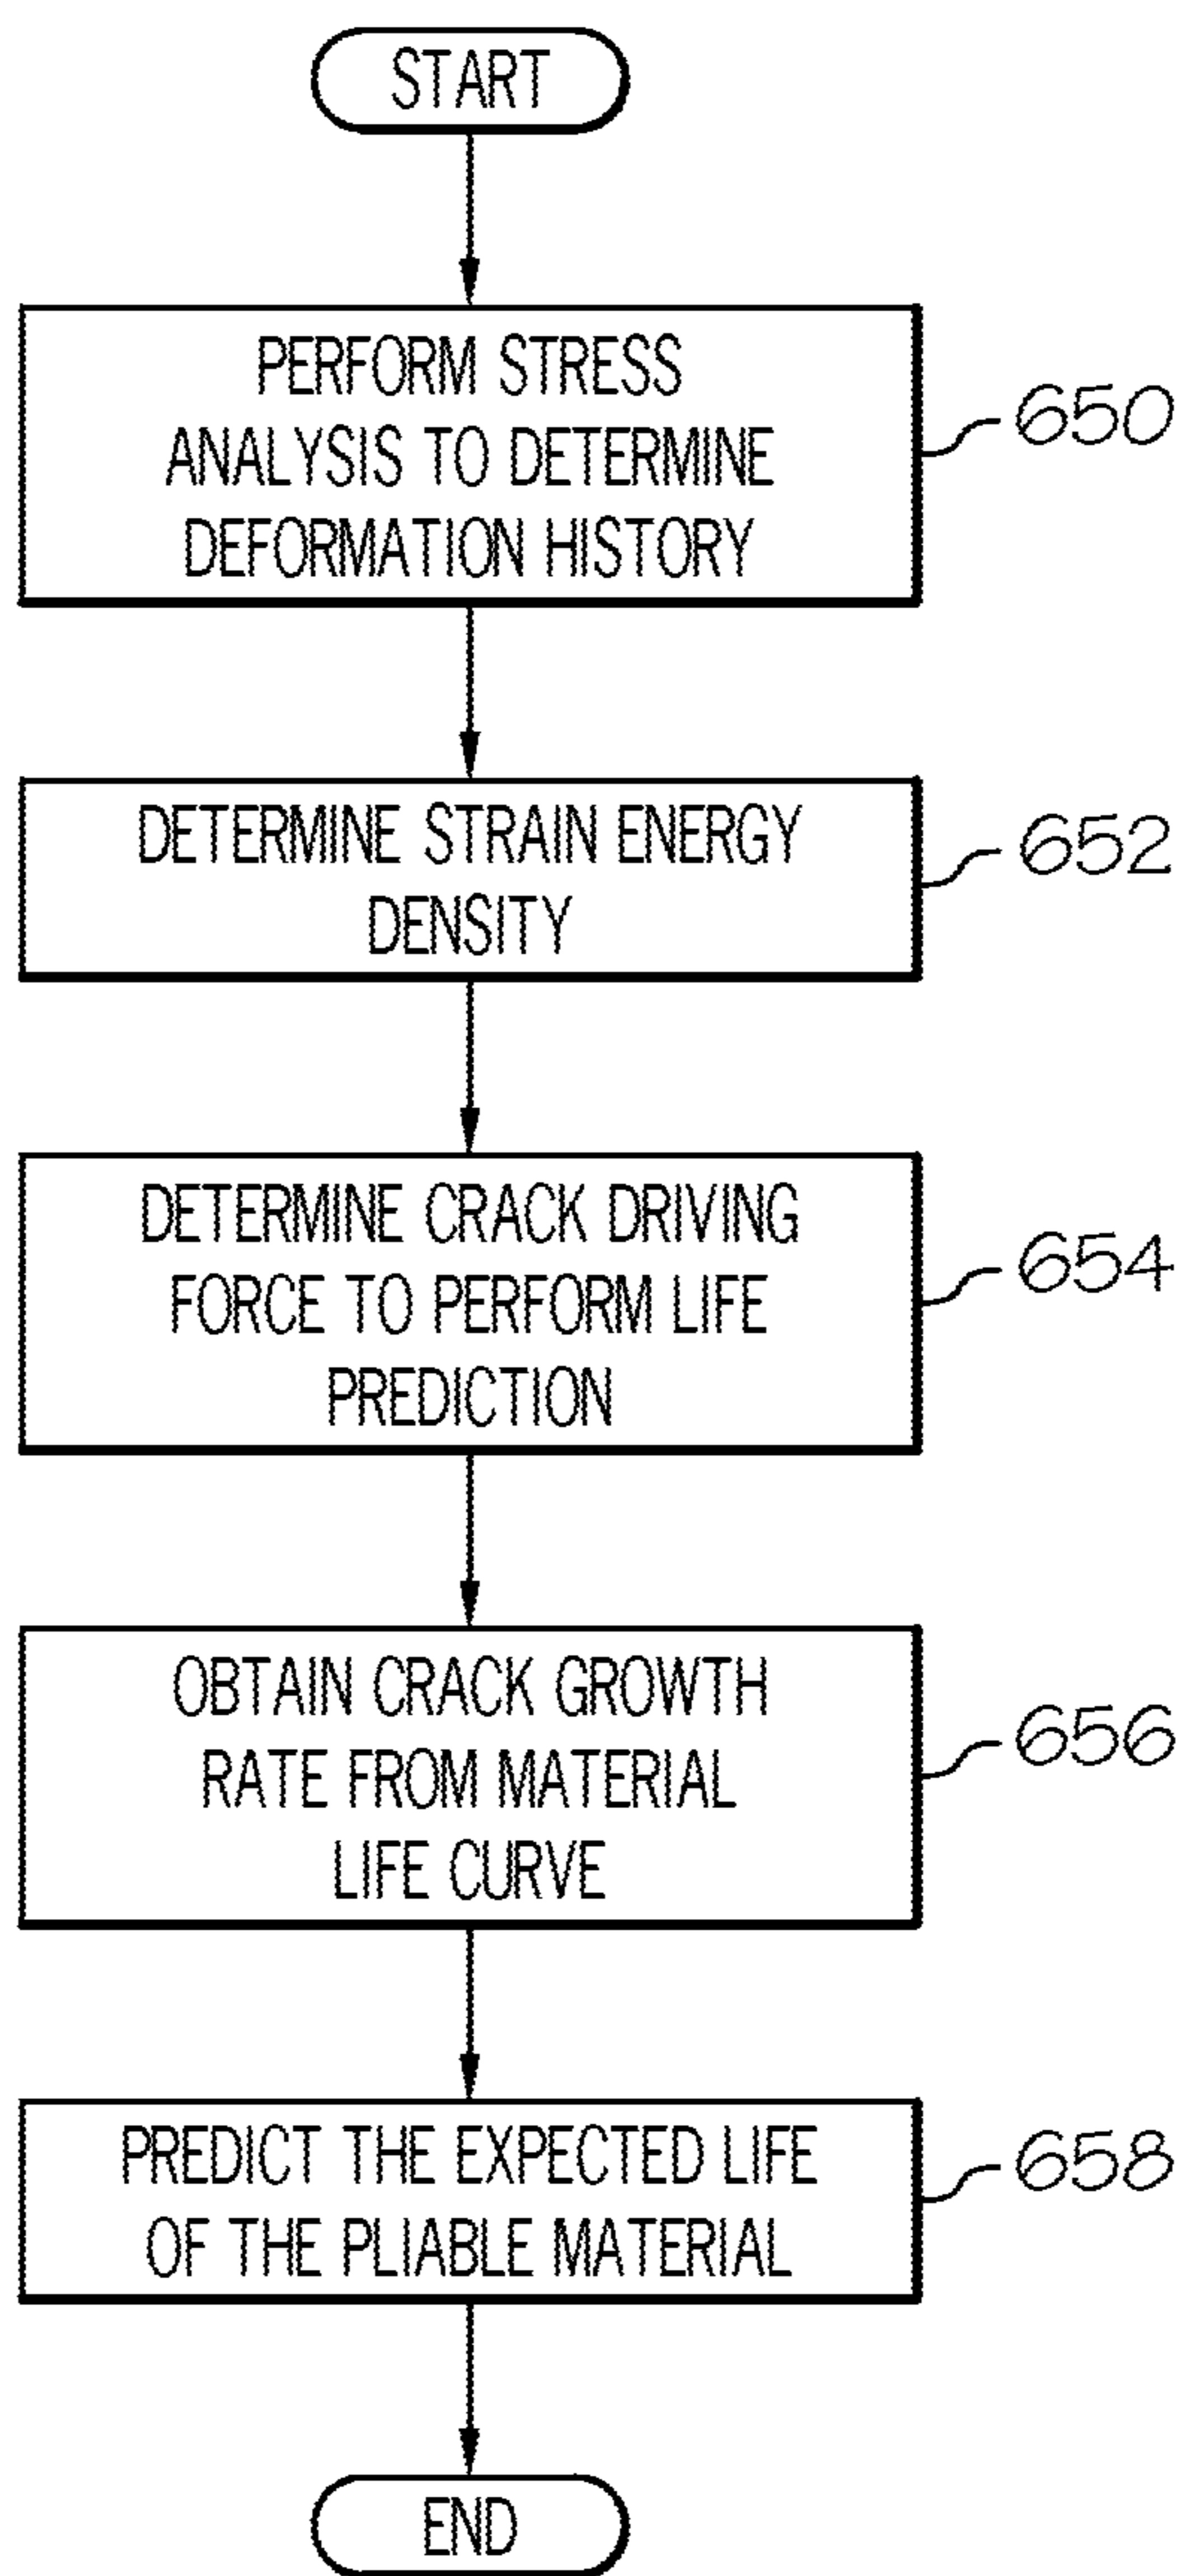 START
PERFORM STRESS
ANALYSIS TO DETERMINE
DEFORMATION HISTORY
650
DETERMINE STRAIN ENERGY
DENSITY
652
DETERMINE CRACK DRIVING
FORCE TO PERFORM LIFE
PREDICTION
654
OBTAIN CRACK GROWTH
RATE FROM MATERIAL
LIFE CURVE
656
PREDICT THE EXPECTED LIFE
OF THE PLIABLE MATERIAL
658
END